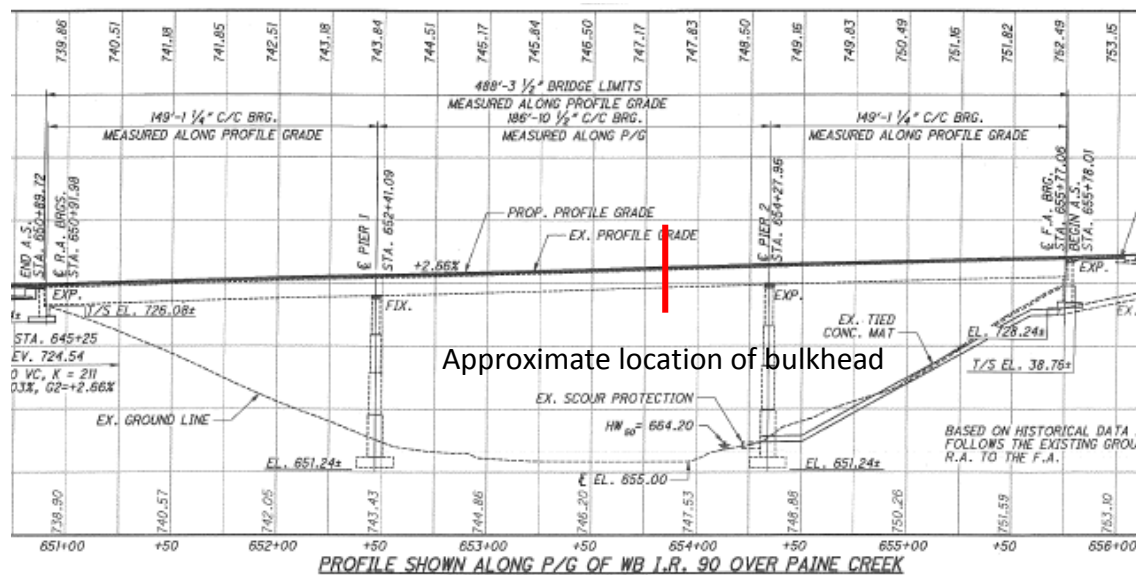 739.86 740.51 741.18 741.85 742.51 743.18 743.84 744.51 745.17 745.84 746.50 747.17 747.83 748.50 749.16 749.83 750.49 751.16 751.82 752.49 753.15
488'-3 1/2" BRIDGE LIMITS
MEASURED ALONG PROFILE GRADE
149'-1 1/4" C/C BRG.
MEASURED ALONG PROFILE GRADE
186'-10 1/2" C/C BRG.
MEASURED ALONG P/G
149'-1 1/4" C/C BRG.
MEASURED ALONG PROFILE GRADE
END A.S.
STA. 650+89.72
℄ R.A. BRGS.
STA. 650+91.98
℄ PIER 1
STA. 652+41.09
℄ PIER 2
STA. 654+27.96
℄ F.A. BRG.
STA. 655+77.06
BEGIN A.S.
STA. 655+78.01
PROP. PROFILE GRADE
EX. PROFILE GRADE
+2.66%
EXP.
FIX.
EXP.
EXP.
EX.
T/S EL. 726.08±
STA. 645+25
EV. 724.54
0 VC, K = 211
03%, G2=+2.66%
EX. GROUND LINE
Approximate location of bulkhead
EX. TIED
CONC. MAT
EL. 728.24±
T/S EL. 38.76±
EX. SCOUR PROTECTION
HW60= 664.20
BASED ON HISTORICAL DATA
FOLLOWS THE EXISTING GROU
R.A. TO THE F.A.
EL. 651.24±
℄ EL. 655.00
EL. 651.24±
738.90 740.57 742.05 743.43 744.86 746.20 747.53 748.88 750.26 751.59 753.10
651+00 +50 652+00 +50 653+00 +50 654+00 +50 655+00 +50 656+00
PROFILE SHOWN ALONG P/G OF WB I.R. 90 OVER PAINE CREEK